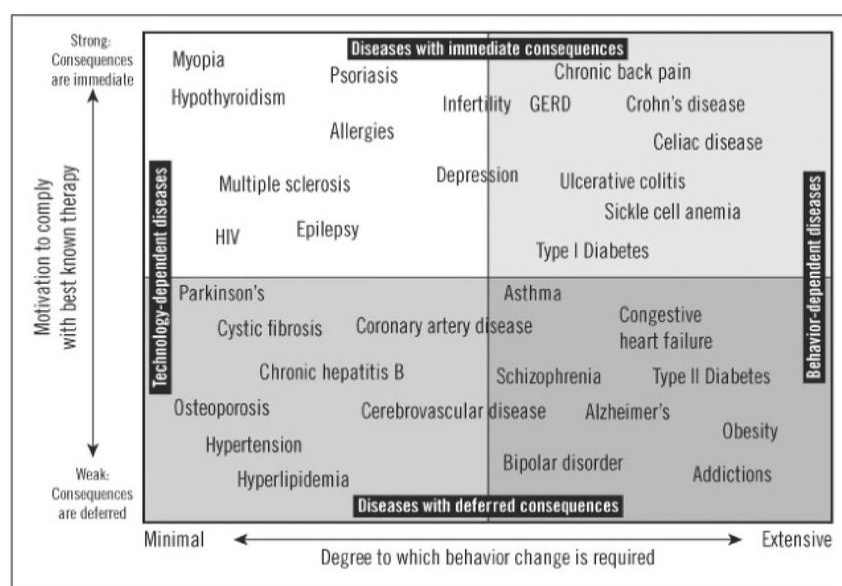 Strong:
Consequences
are immediate
Motivation to comply
with best known therapy
Weak:
Consequences
are deferred
Technology-dependent diseases
Diseases with immediate consequences
Myopia
Psoriasis
Chronic back pain
Hypothyroidism
Infertility
GERD
Crohn's disease
Allergies
Celiac disease
Multiple sclerosis
Depression
Ulcerative colitis
Sickle cell anemia
HIV
Epilepsy
Type I Diabetes
Behavior-dependent diseases
Parkinson's
Asthma
Cystic fibrosis
Coronary artery disease
Congestive
heart failure
Chronic hepatitis B
Schizophrenia
Type II Diabetes
Osteoporosis
Cerebrovascular disease
Alzheimer's
Hypertension
Obesity
Hyperlipidemia
Bipolar disorder
Addictions
Diseases with deferred consequences
Minimal
Extensive
Degree to which behavior change is required